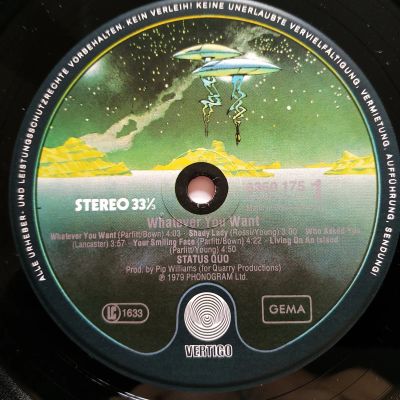 ALLE URHEBER- UND LEISTUNGSSCHUTZRECHTE VORBEHALTEN. KEIN VERLEIH! KEINE UNERLAUBTE VERVIELFÄLTIGUNG, VERMIETUNG, AUFFÜHRUNG, SENDUNG!
STEREO 33⅓
6360 175 1
Made in
Whatever You Want
Whatever You Want (Parfitt/Bown) 4:03 - Shady Lady (Rossi/Young) 3:00 - Who Asked You
(Lancaster) 3:57 - Your Smiling Face (Parfitt/Bown) 4:22 - Living On An Island
(Parfitt/Young) 4:50
STATUS QUO
Prod. by Pip Williams (for Quarry Productions)
℗ 1979 PHONOGRAM Ltd.
LC 1633
GEMA
VERTIGO